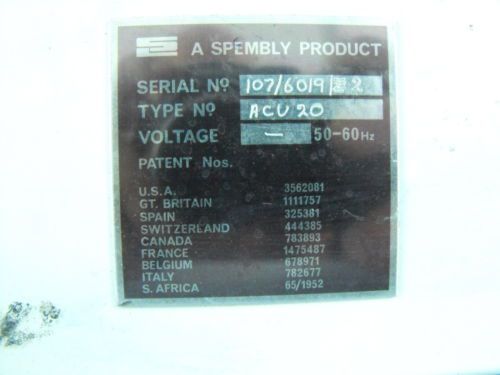 A SPEMBLY PRODUCT
SERIAL Nº 107/6019/ 2
TYPE Nº ACU 20
VOLTAGE — 50-60Hz
PATENT Nos.
U.S.A. 3562081
GT. BRITAIN 1111757
SPAIN 325381
SWITZERLAND 444385
CANADA 783893
FRANCE 1475487
BELGIUM 678971
ITALY 782677
S. AFRICA 65/1952